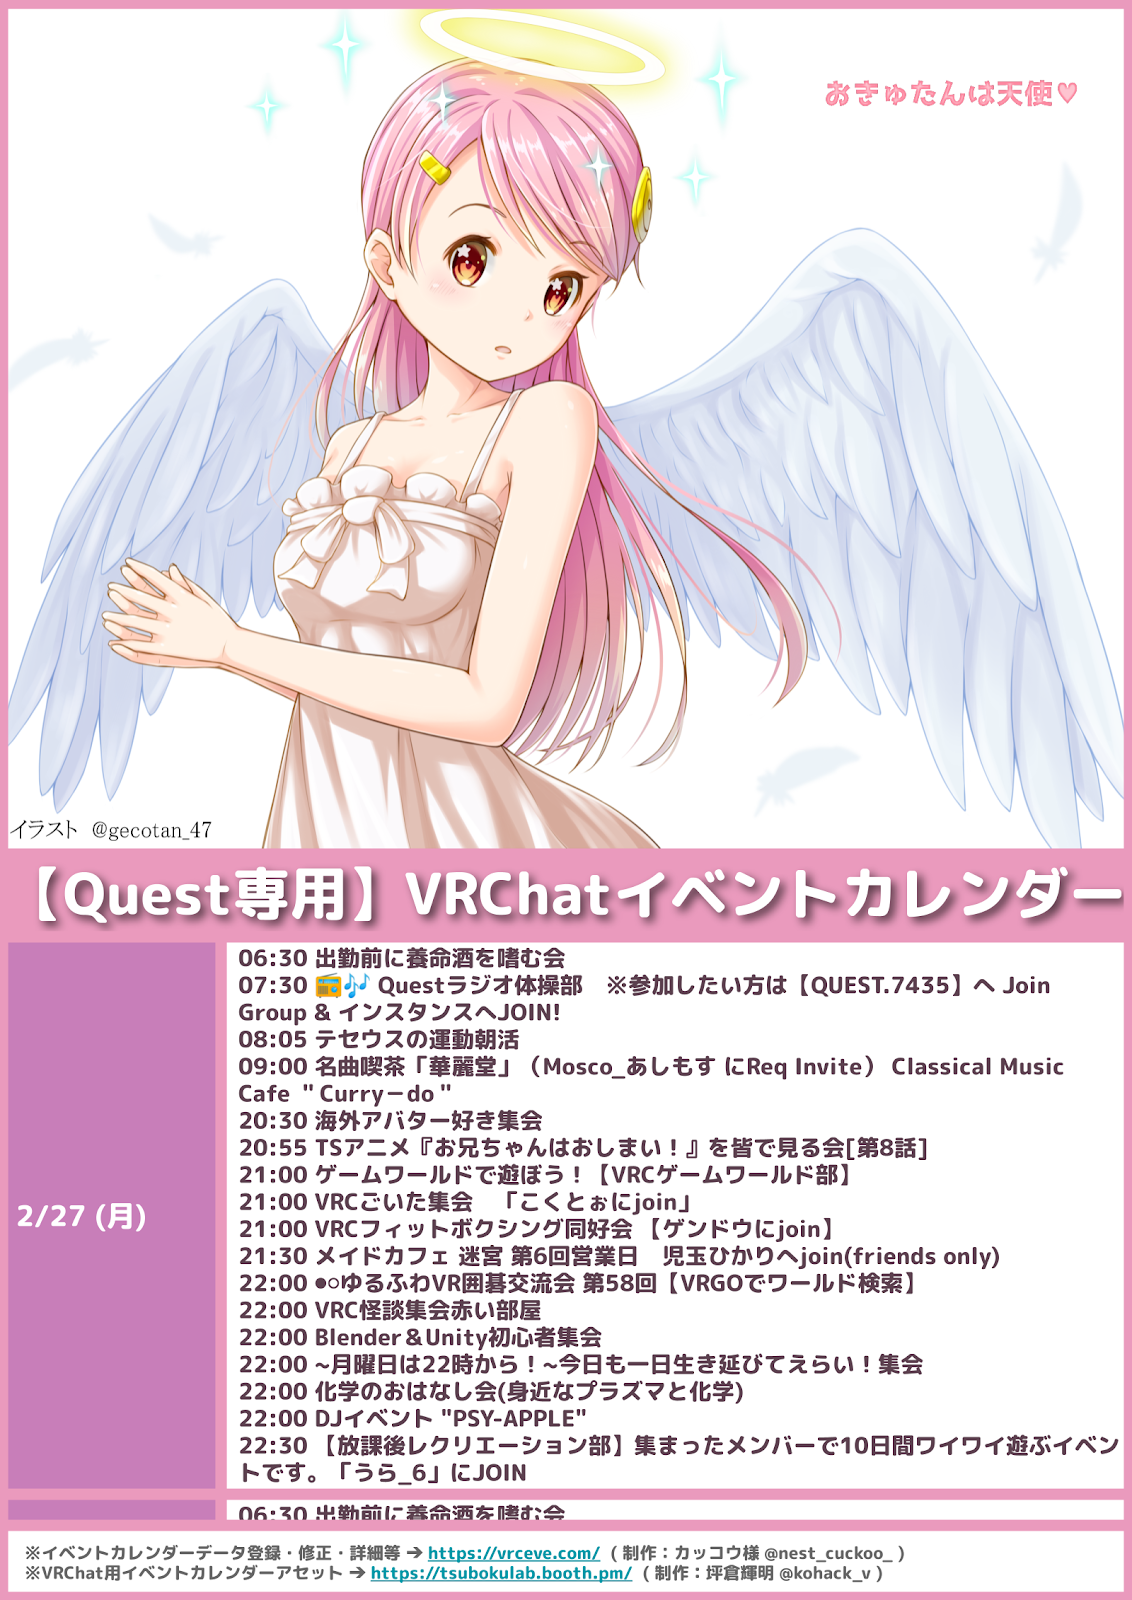 おきゅたんは天使♥
イラスト @gecotan_47
【Quest専用】VRChatイベントカレンダー
2/27 (月)
06:30 出勤前に養命酒を嗜む会
07:30 📻🎶 Questラジオ体操部　※参加したい方は【QUEST.7435】へ Join
Group & インスタンスへJOIN!
08:05 テセウスの運動朝活
09:00 名曲喫茶「華麗堂」（Mosco_あしもす にReq Invite） Classical Music
Cafe ＂Curry－do＂
20:30 海外アバター好き集会
20:55 TSアニメ『お兄ちゃんはおしまい！』を皆で見る会[第8話]
21:00 ゲームワールドで遊ぼう！【VRCゲームワールド部】
21:00 VRCごいた集会　「こくとぉにjoin」
21:00 VRCフィットボクシング同好会 【ゲンドウにjoin】
21:30 メイドカフェ 迷宮 第6回営業日　児玉ひかりへjoin(friends only)
22:00 ●○ゆるふわVR囲碁交流会 第58回【VRGOでワールド検索】
22:00 VRC怪談集会赤い部屋
22:00 Blender＆Unity初心者集会
22:00 ~月曜日は22時から！~今日も一日生き延びてえらい！集会
22:00 化学のおはなし会(身近なプラズマと化学)
22:00 DJイベント "PSY-APPLE"
22:30 【放課後レクリエーション部】集まったメンバーで10日間ワイワイ遊ぶイベン
トです。「うら_6」にJOIN
06:30 出勤前に養命酒を嗜む会
※イベントカレンダーデータ登録・修正・詳細等 ➔ https://vrceve.com/ （制作：カッコウ様 @nest_cuckoo_）
※VRChat用イベントカレンダーアセット ➔ https://tsubokulab.booth.pm/ （制作：坪倉輝明 @kohack_v）